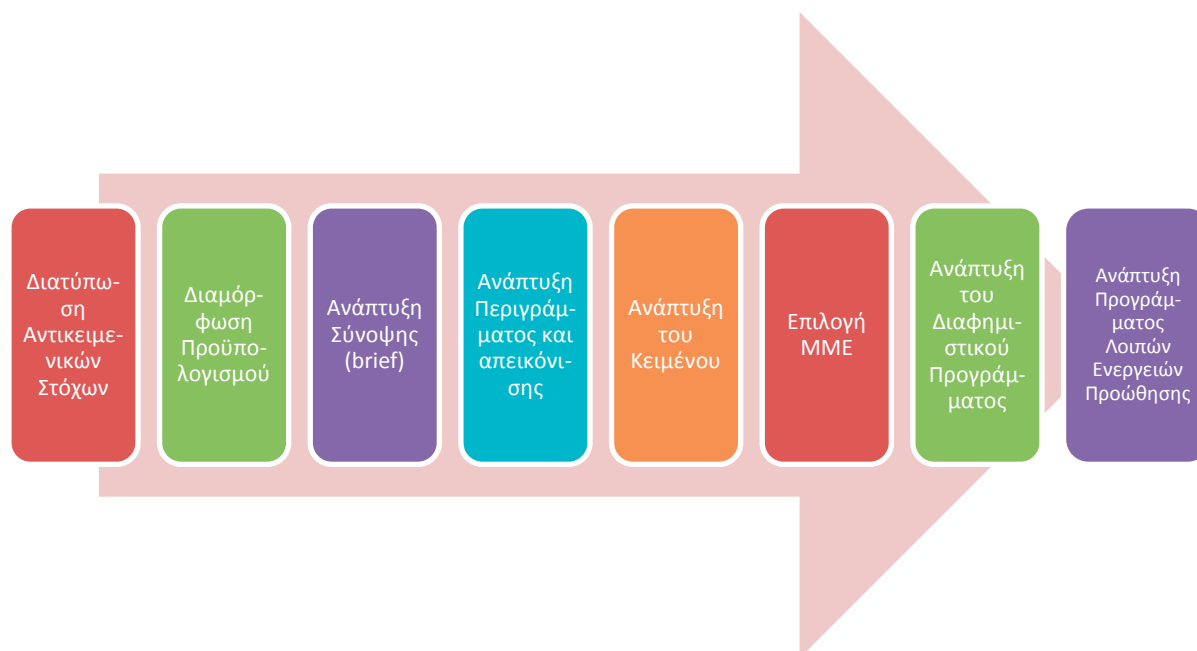 Διατύπω-
ση
Αντικειμε-
νικών
Στόχων
Διαμόρ-
φωση
Προϋπο-
λογισμού
Ανάπτυξη
Σύνοψης
(brief)
Ανάπτυξη
Περιγράμ-
ματος και
απεικόνι-
σης
Ανάπτυξη
του
Κειμένου
Επιλογή
ΜΜΕ
Ανάπτυξη
του
Διαφημι-
στικού
Προγράμ-
ματος
Ανάπτυξη
Προγράμ-
ματος
Λοιπών
Ενεργειών
Προώθησης